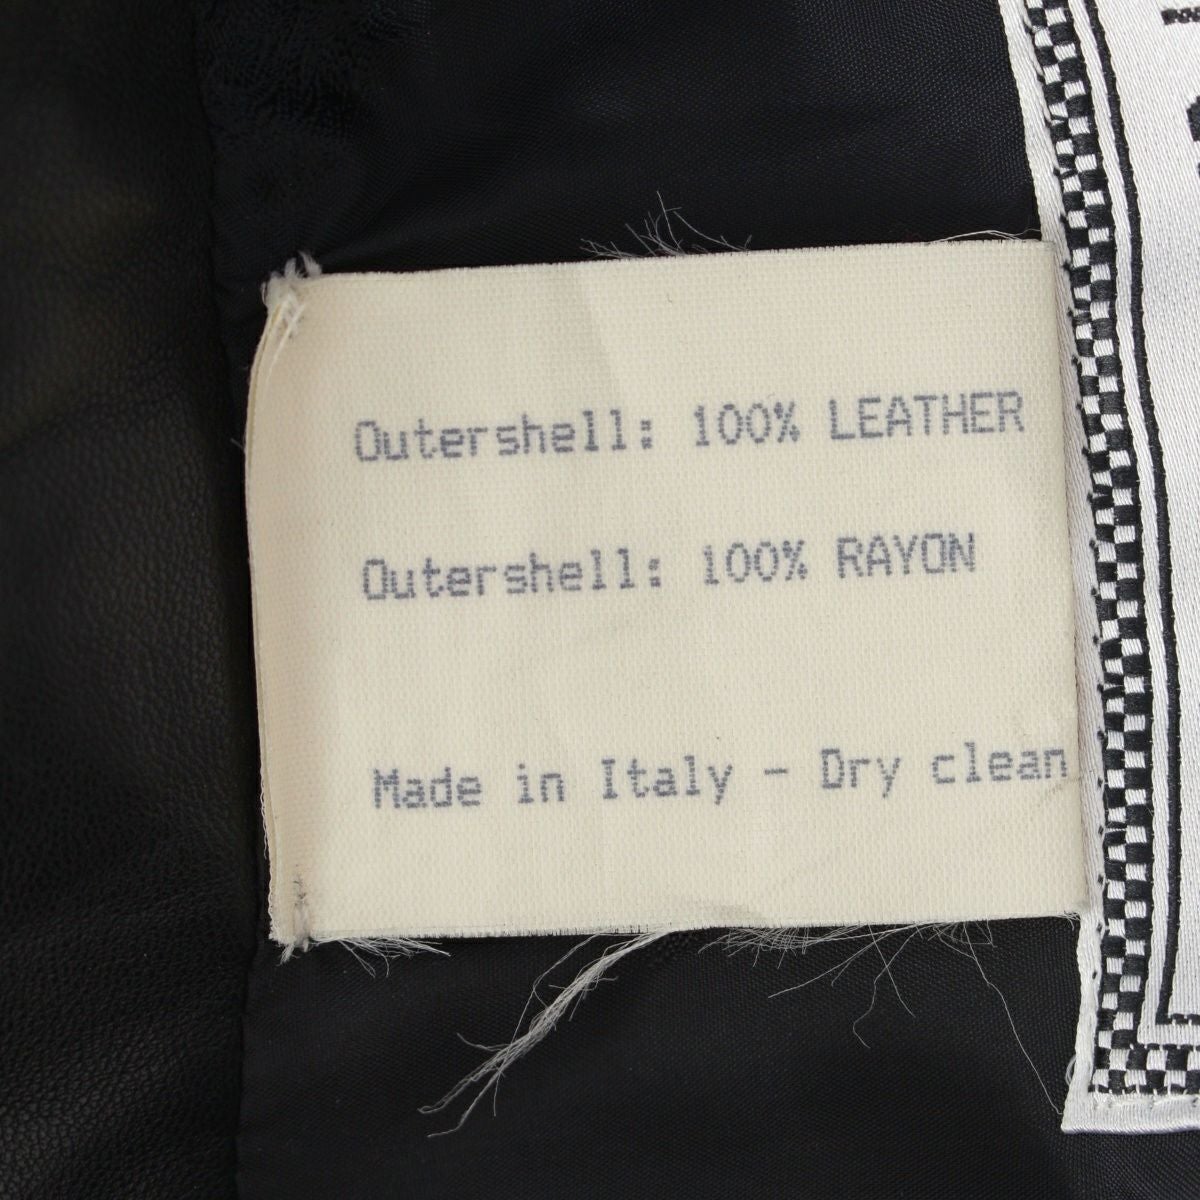 Outershell: 100% LEATHER
Outershell: 100% RAYON
Made in Italy - Dry clean